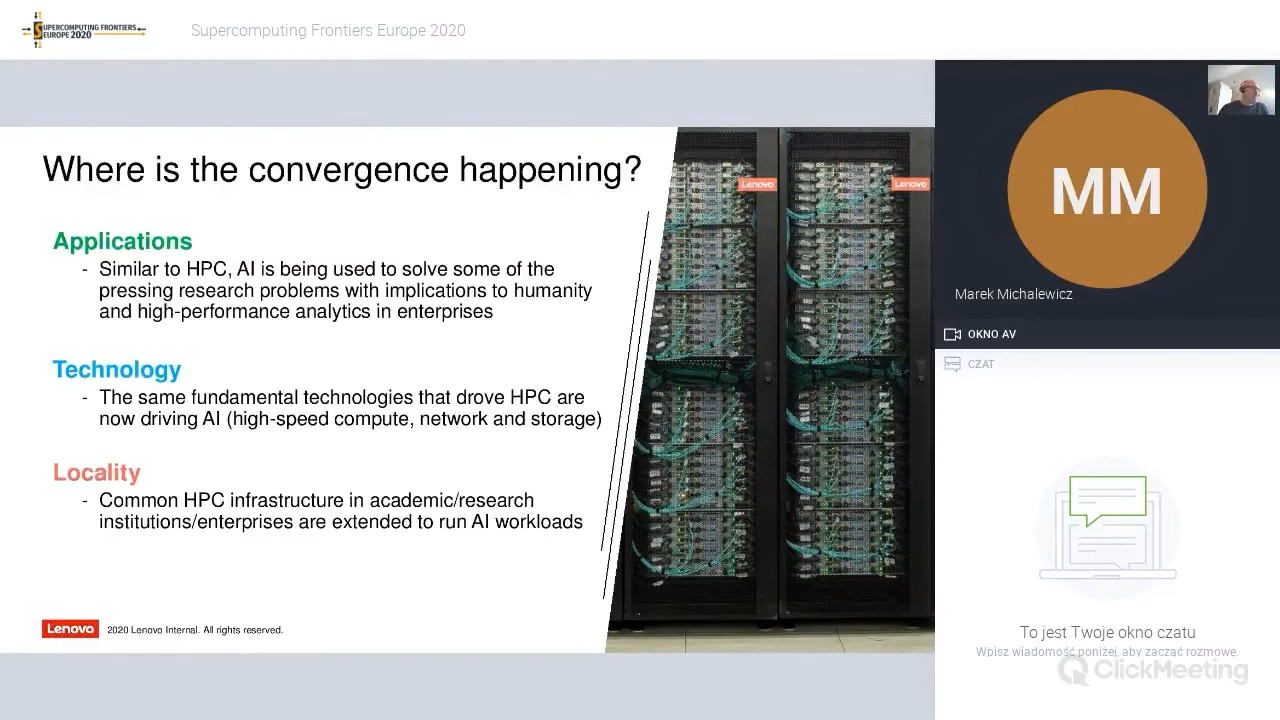 SUPERCOMPUTING FRONTIERS
EUROPE 2020
Supercomputing Frontiers Europe 2020
Where is the convergence happening?
Applications
- Similar to HPC, AI is being used to solve some of the
pressing research problems with implications to humanity
and high-performance analytics in enterprises
Technology
- The same fundamental technologies that drove HPC are
now driving AI (high-speed compute, network and storage)
Locality
- Common HPC infrastructure in academic/research
institutions/enterprises are extended to run AI workloads
Lenovo 2020 Lenovo Internal. All rights reserved.
Lenovo
Lenovo
MM
Marek Michalewicz
OKNO AV
CZAT
To jest Twoje okno czatu
Wpisz wiadomość poniżej, aby zacząć rozmowę.
ClickMeeting